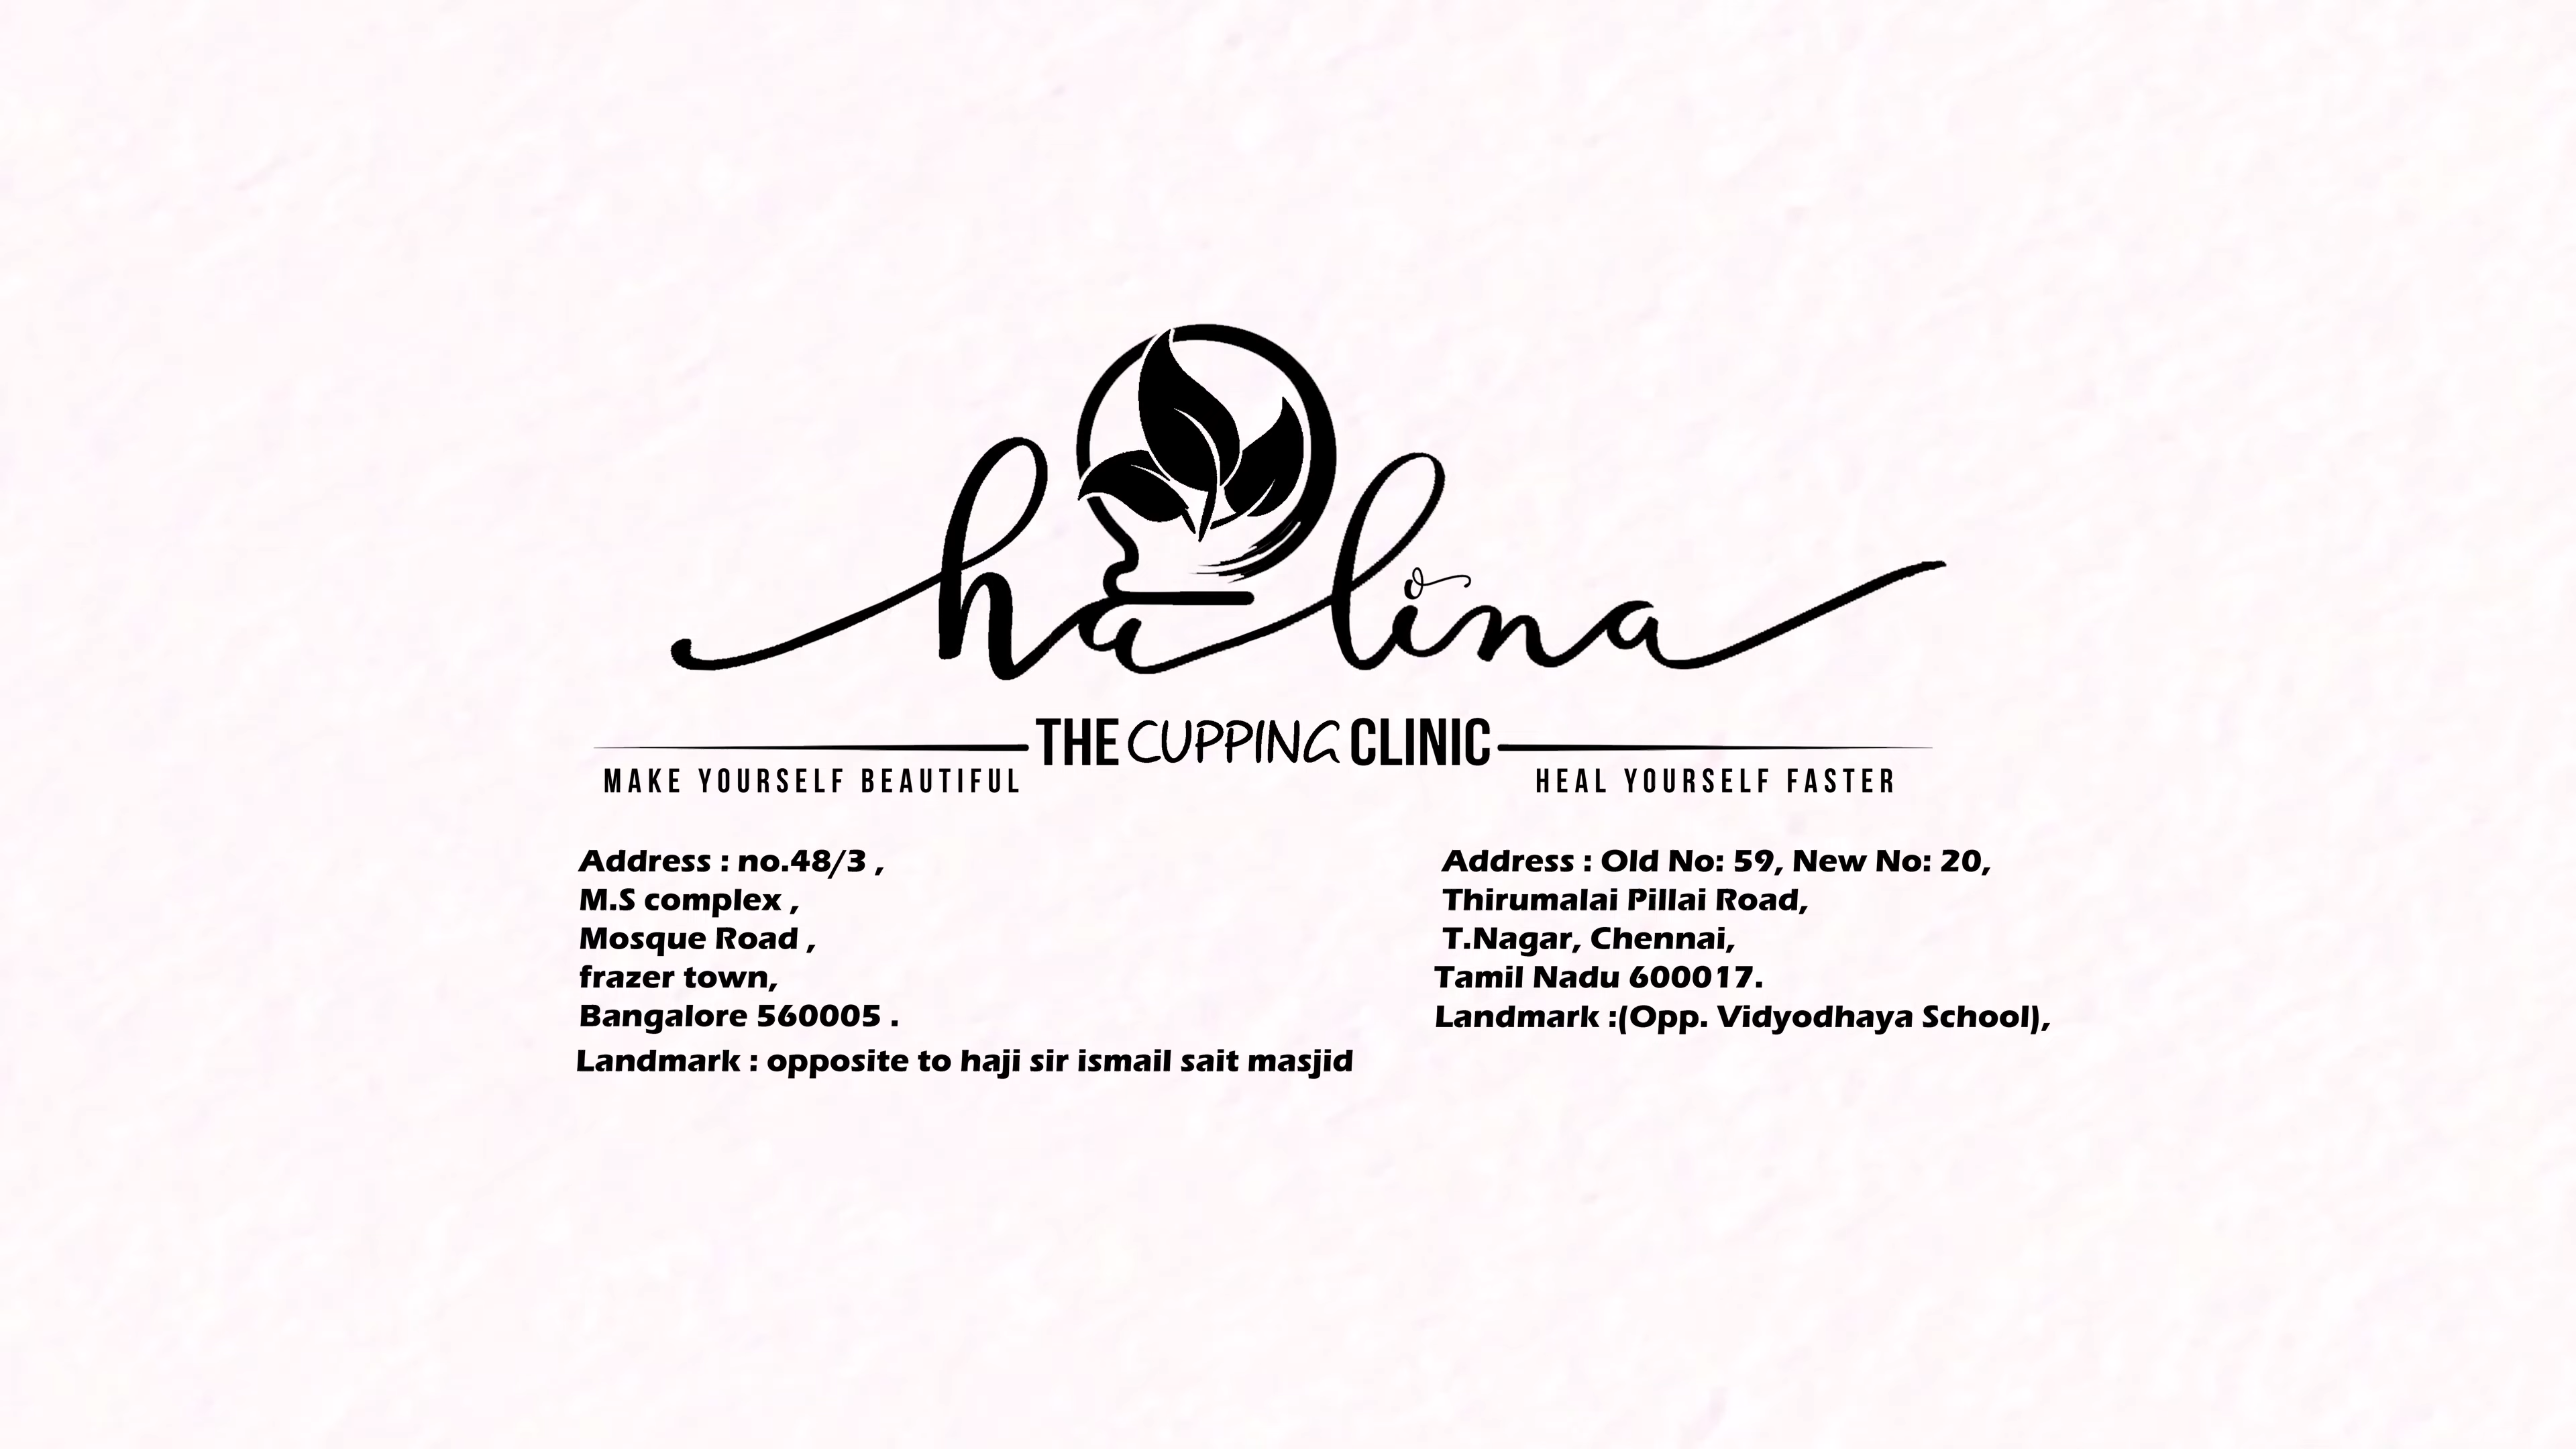 halina
THE CUPPING CLINIC
MAKE YOURSELF BEAUTIFUL
HEAL YOURSELF FASTER
Address : no.48/3 ,
M.S complex ,
Mosque Road ,
frazer town,
Bangalore 560005 .
Landmark : opposite to haji sir ismail sait masjid
Address : Old No: 59, New No: 20,
Thirumalai Pillai Road,
T.Nagar, Chennai,
Tamil Nadu 600017.
Landmark :(Opp. Vidyodhaya School),